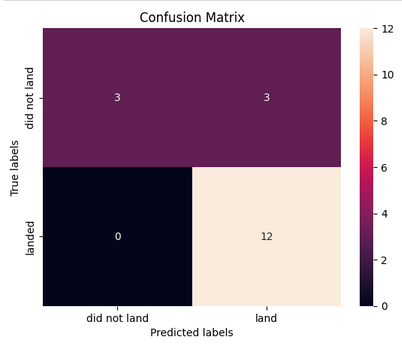 Confusion Matrix
True labels
did not land
landed
3 3
0 12
did not land land
Predicted labels
12
10
8
6
4
2
0